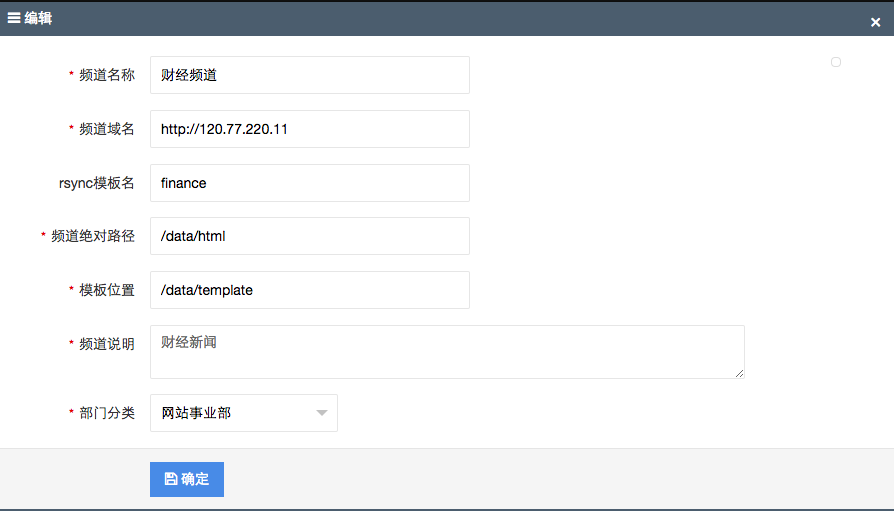 编辑
* 频道名称 财经频道
* 频道域名 http://120.77.220.11
rsync模板名 finance
* 频道绝对路径 /data/html
* 模板位置 /data/template
* 频道说明 财经新闻
* 部门分类 网站事业部
确定